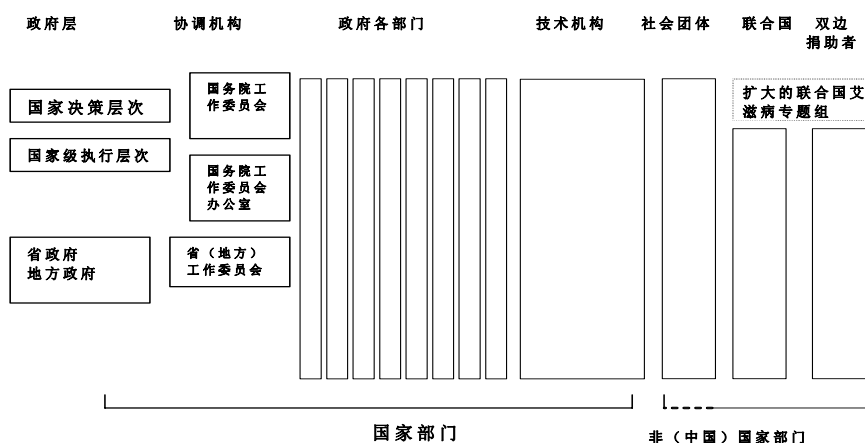 政府层 协调机构 政府各部门 技术机构 社会团体 联合国 双边
捐助者
国家决策层次
国务院工
作委员会
扩大的联合国艾
滋病专题组
国家级执行层次
国务院工
作委员会
办公室
省政府
地方政府
省（地方）
工作委员会
国家部门
非（中国）国家部门